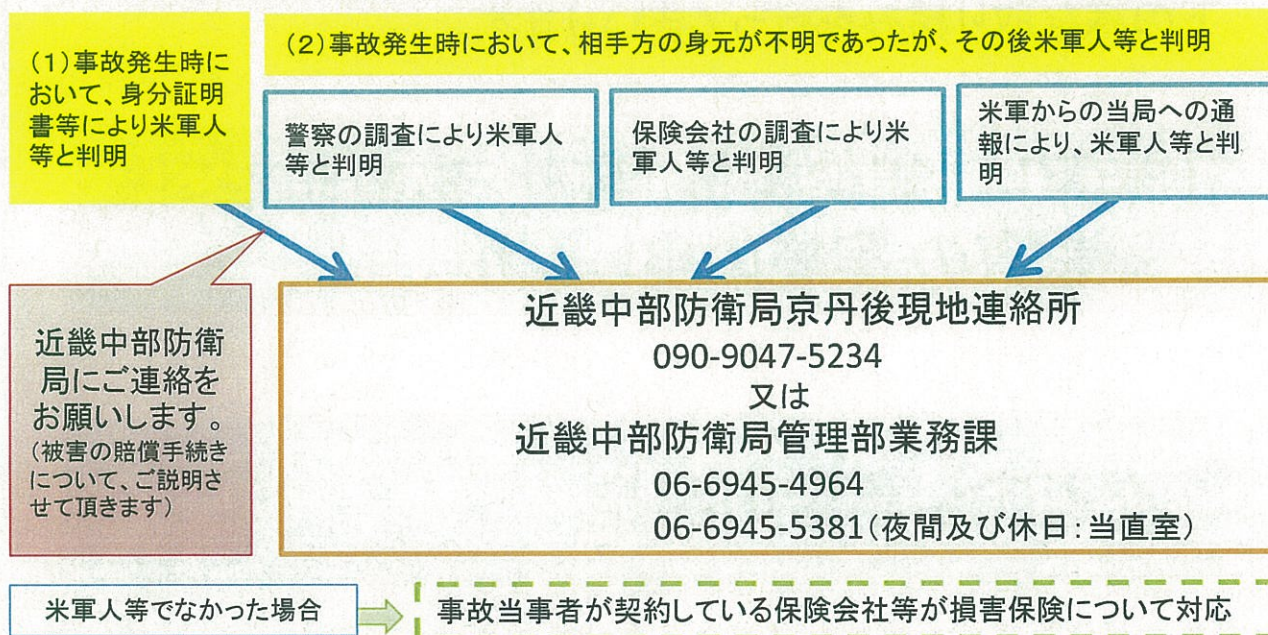 (1)事故発生時に
おいて、身分証明
書等により米軍人
等と判明
(2)事故発生時において、相手方の身元が不明であったが、その後米軍人等と判明
警察の調査により米軍人
等と判明
保険会社の調査により米
軍人等と判明
米軍からの当局への通
報により、米軍人等と判
明
近畿中部防衛
局にご連絡を
お願いします。
(被害の賠償手続き
について、ご説明さ
せて頂きます)
近畿中部防衛局京丹後現地連絡所
090-9047-5234
又は
近畿中部防衛局管理部業務課
06-6945-4964
06-6945-5381(夜間及び休日:当直室)
米軍人等でなかった場合
事故当事者が契約している保険会社等が損害保険について対応